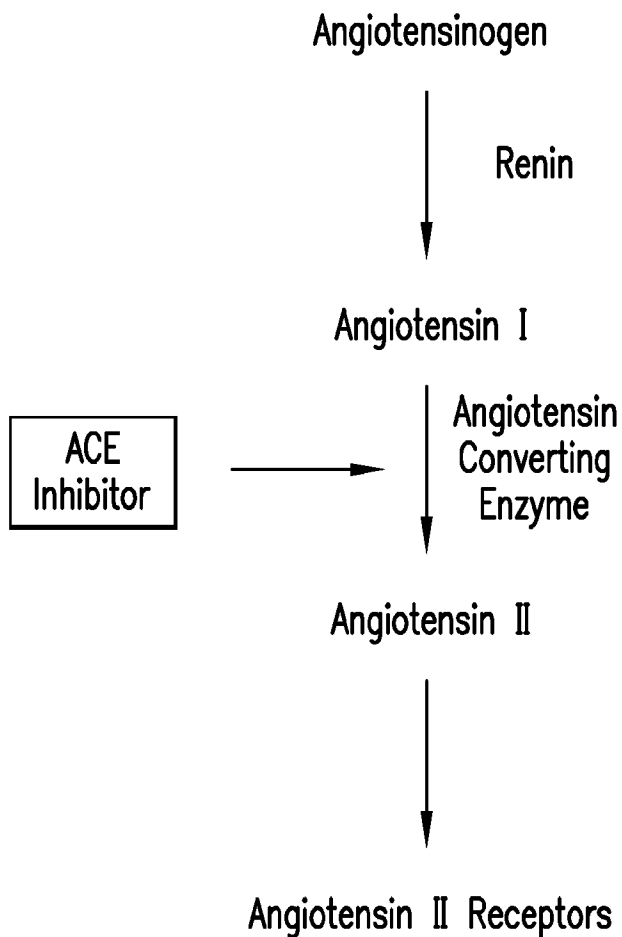 Angiotensinogen
Renin
Angiotensin I
ACE
Inhibitor
Angiotensin
Converting
Enzyme
Angiotensin II
Angiotensin II Receptors